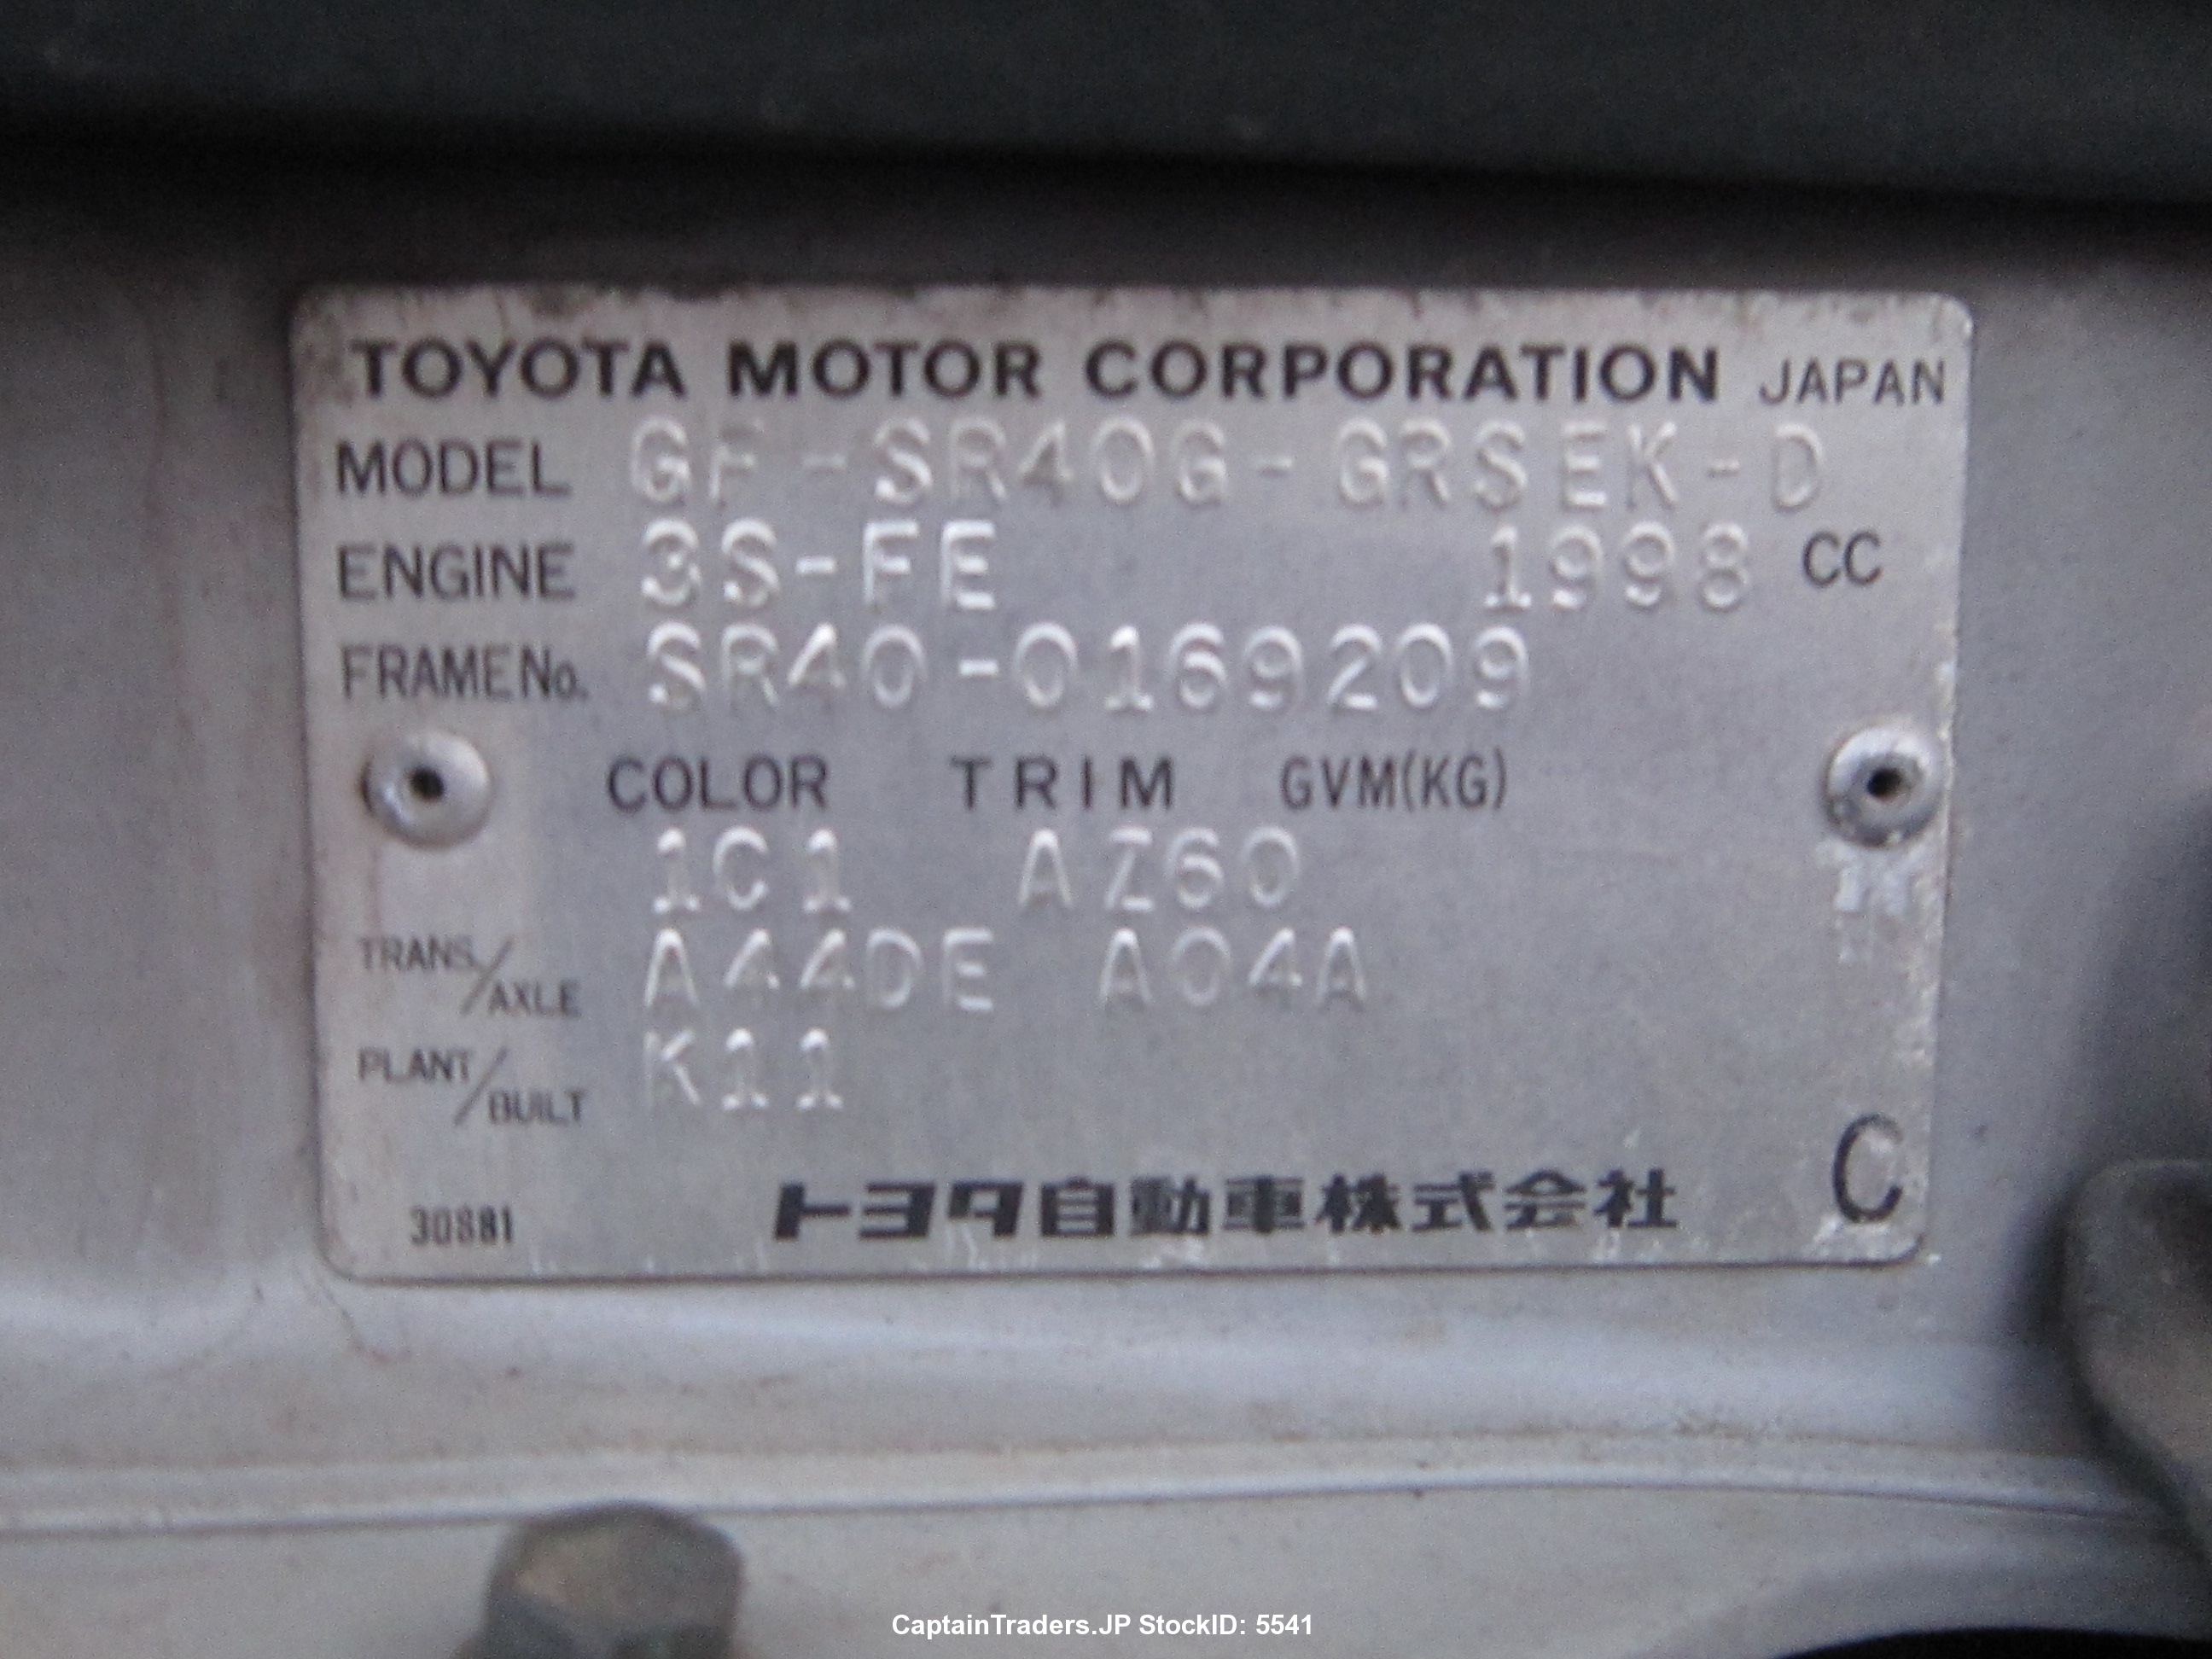 TOYOTA MOTOR CORPORATION JAPAN
MODEL GF-SR40G-GRSEK-D
ENGINE 3S-FE 1998 CC
FRAME No. SR40-0169209
COLOR TRIM GVM(KG)
1C1 AZ60
TRANS/AXLE A44DE A04A
PLANT/BUILT K11
30881 トヨタ自動車株式会社 C
CaptainTraders.JP StockID: 5541